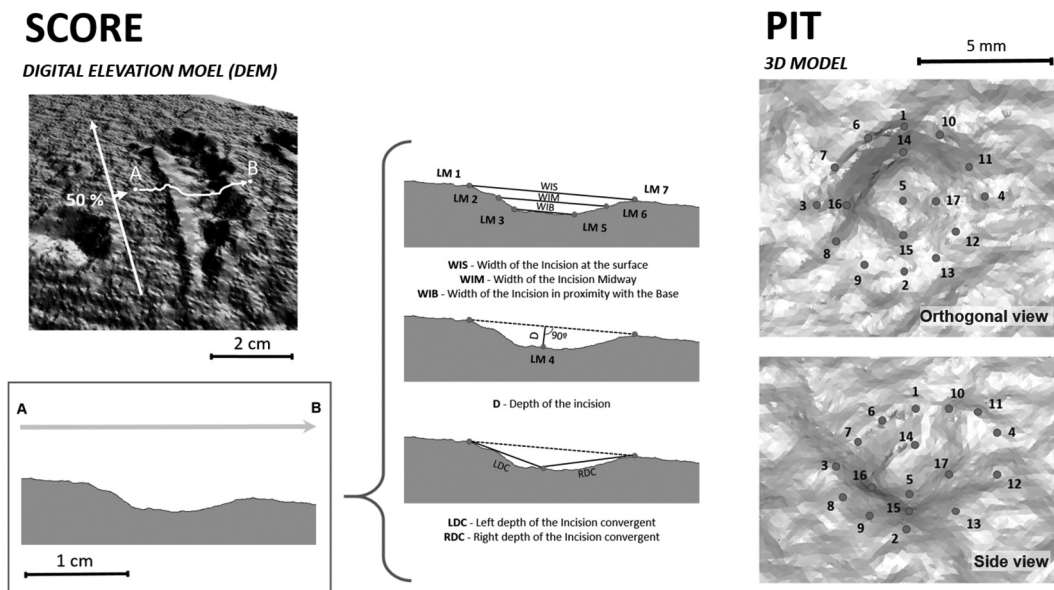 SCORE
DIGITAL ELEVATION MOEL (DEM)
A
B
50 %
2 cm
A
B
1 cm
LM 1
WIS
LM 7
LM 2
WIM
LM 3
WIB
LM 5
LM 6
WIS - Width of the Incision at the surface
WIM - Width of the Incision Midway
WIB - Width of the Incision in proximity with the Base
D
90º
LM 4
D - Depth of the incision
LDC
RDC
LDC - Left depth of the Incision convergent
RDC - Right depth of the Incision convergent
PIT
3D MODEL
5 mm
1
6
10
14
7
11
5
17
4
3
16
15
12
8
9
2
13
Orthogonal view
1
10
6
11
7
14
4
3
17
16
5
12
8
15
9
2
13
Side view